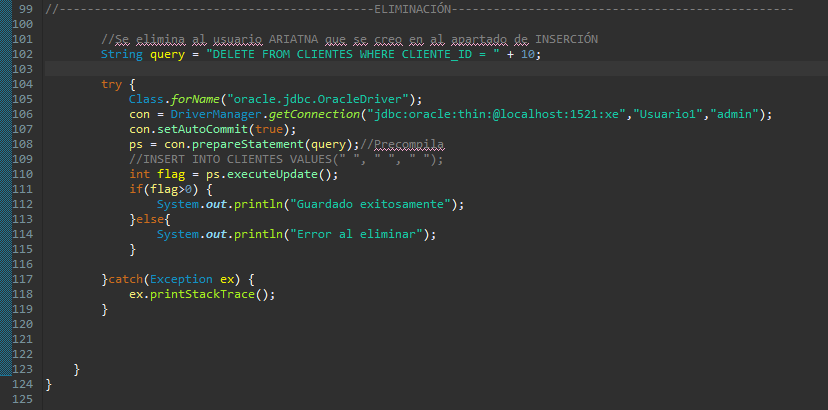 99 //---------------------------------------------ELIMINACIÓN-------------------------------------------------
100
101 //Se elimina al usuario ARIATNA que se creo en al apartado de INSERCIÓN
102 String query = "DELETE FROM CLIENTES WHERE CLIENTE_ID = " + 10;
103
104 try {
105 Class.forName("oracle.jdbc.OracleDriver");
106 con = DriverManager.getConnection("jdbc:oracle:thin:@localhost:1521:xe","Usuario1","admin");
107 con.setAutoCommit(true);
108 ps = con.prepareStatement(query);//Precompila
109 //INSERT INTO CLIENTES VALUES(" ", " ", " ");
110 int flag = ps.executeUpdate();
111 if(flag>0) {
112 System.out.println("Guardado exitosamente");
113 }else{
114 System.out.println("Error al eliminar");
115 }
116
117 }catch(Exception ex) {
118 ex.printStackTrace();
119 }
120
121
122
123 }
124 }
125